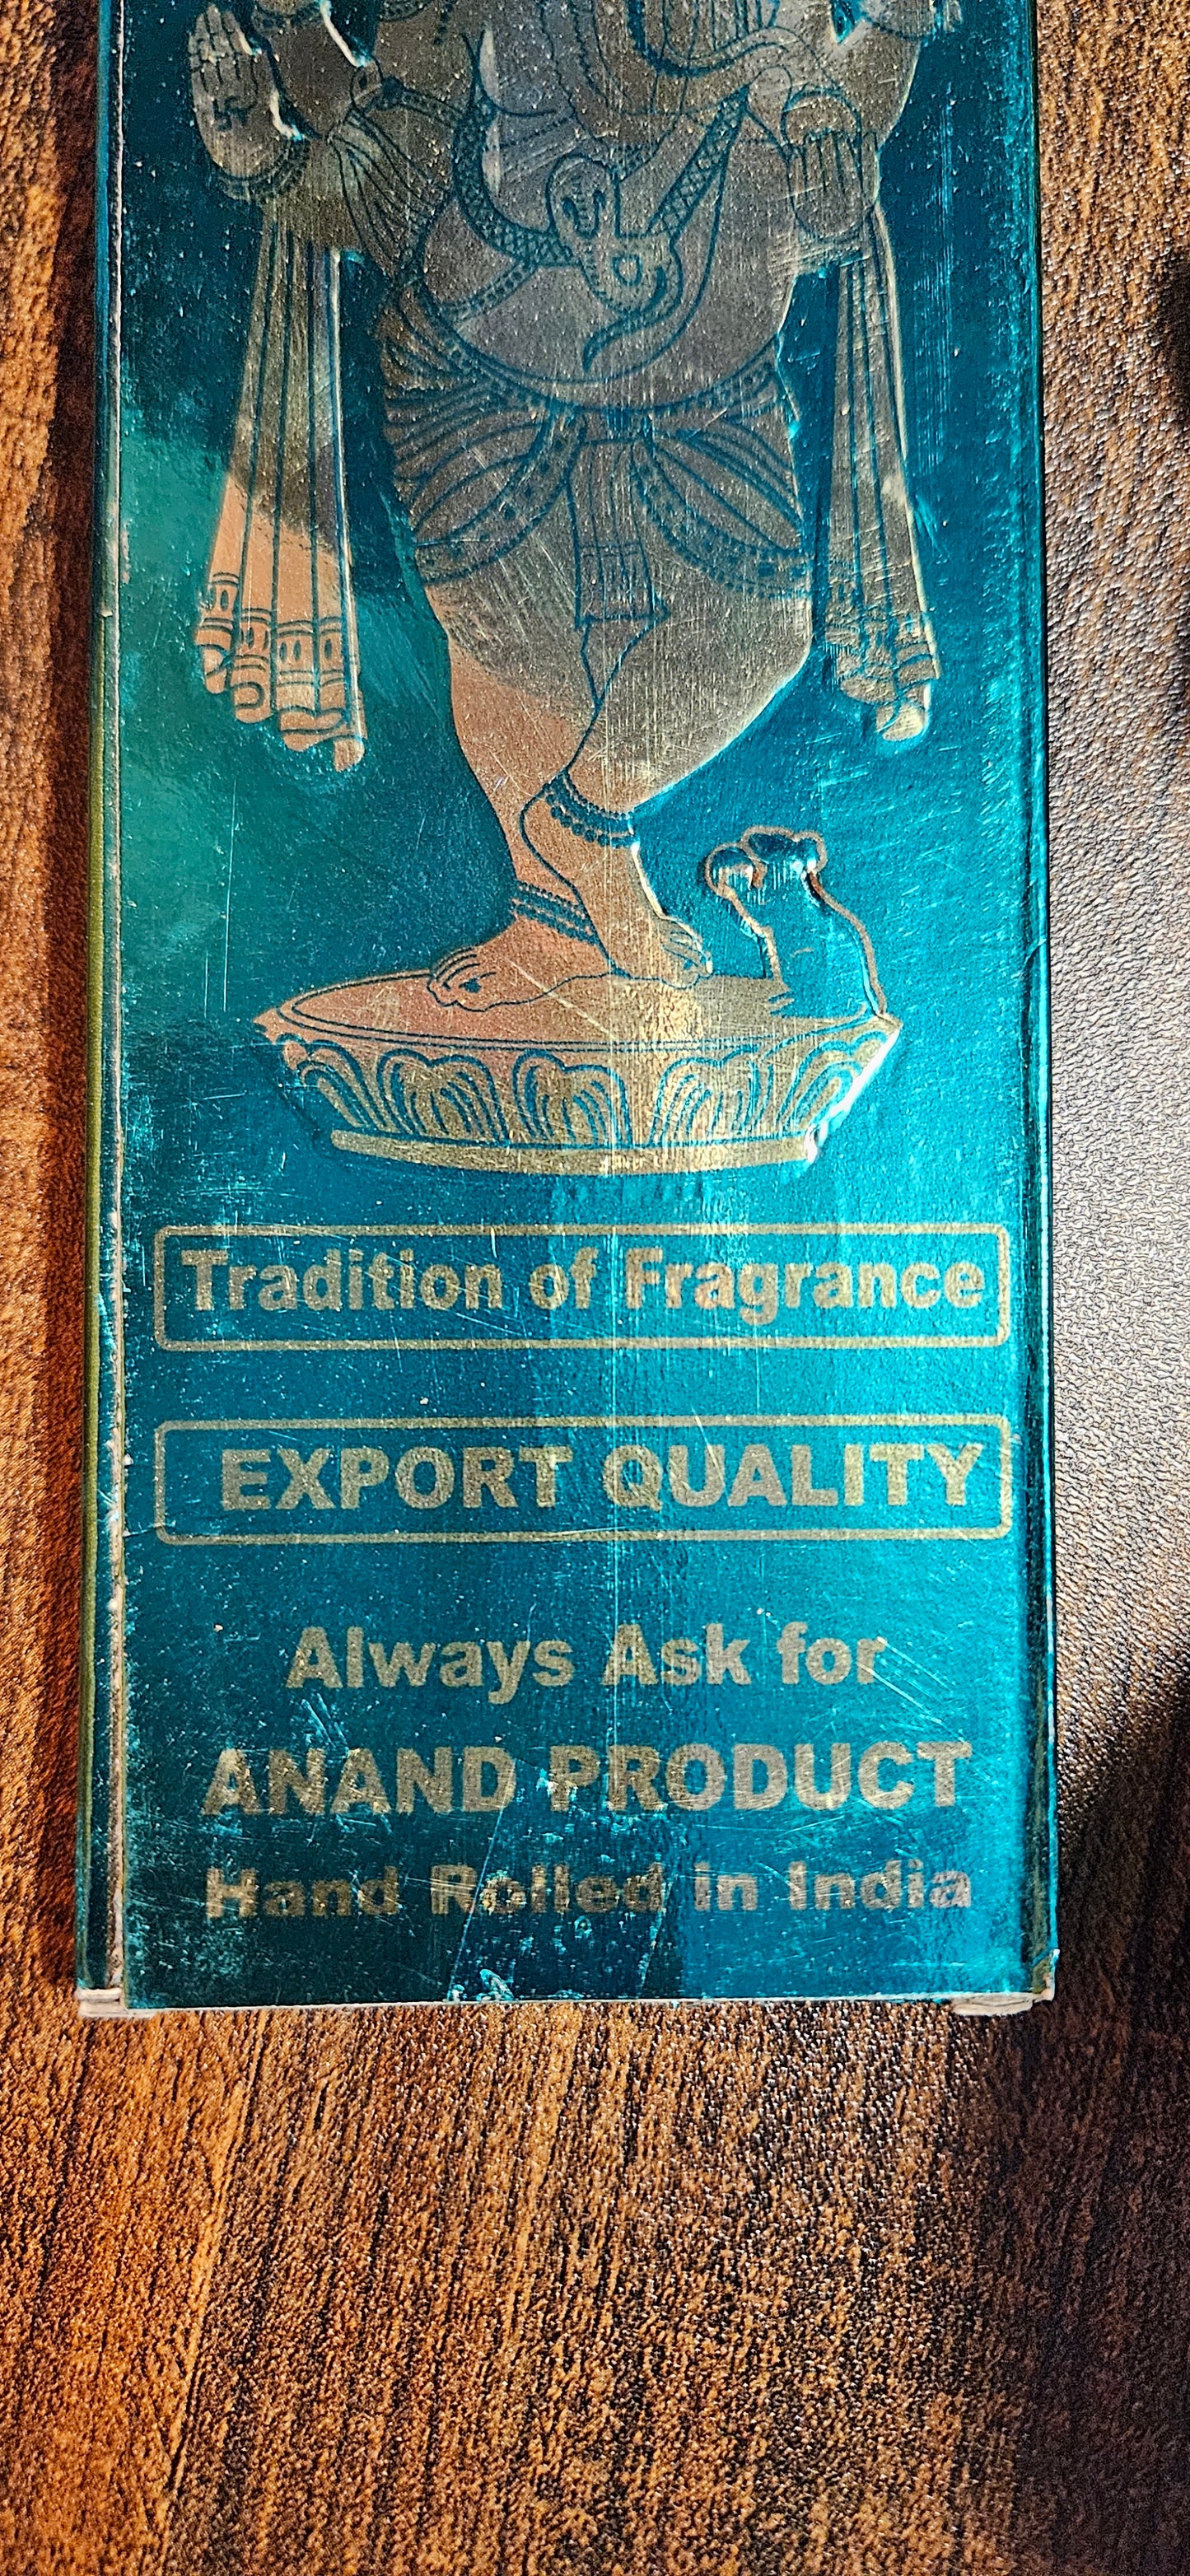 Tradition of Fragrance
EXPORT QUALITY
Always Ask for
ANAND PRODUCT
Hand Rolled in India